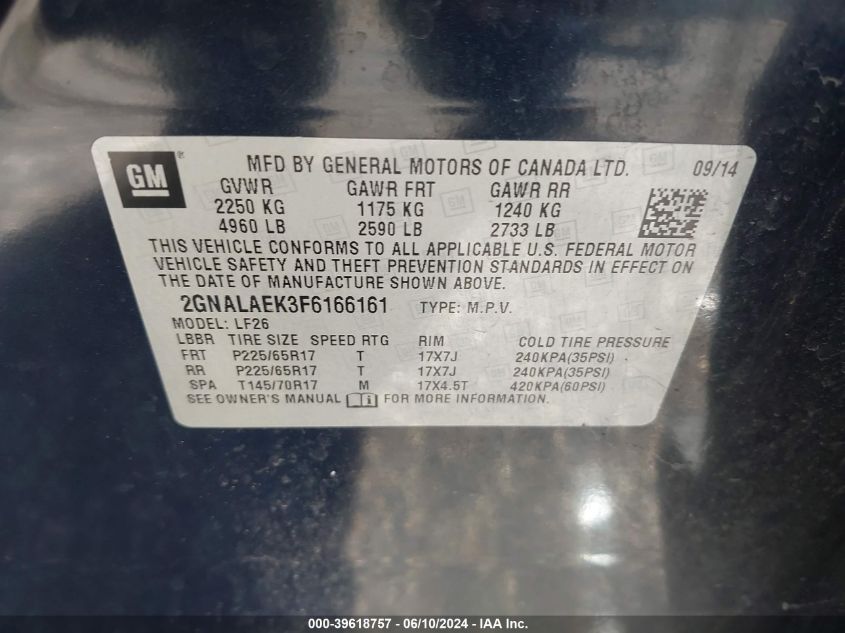 GM® MFD BY GENERAL MOTORS OF CANADA LTD. 09/14
GVWR GAWR FRT GAWR RR
2250 KG 1175 KG 1240 KG
4960 LB 2590 LB 2733 LB
THIS VEHICLE CONFORMS TO ALL APPLICABLE U.S. FEDERAL MOTOR
VEHICLE SAFETY AND THEFT PREVENTION STANDARDS IN EFFECT ON
THE DATE OF MANUFACTURE SHOWN ABOVE.
2GNALAEK3F6166161 TYPE: M.P.V.
MODEL: LF26
LBBR TIRE SIZE SPEED RTG RIM COLD TIRE PRESSURE
FRT P225/65R17 T 17X7J 240KPA(35PSI)
RR P225/65R17 T 17X7J 240KPA(35PSI)
SPA T145/70R17 M 17X4.5T 420KPA(60PSI)
SEE OWNER'S MANUAL FOR MORE INFORMATION.
000-39618757 - 06/10/2024 - IAA Inc.